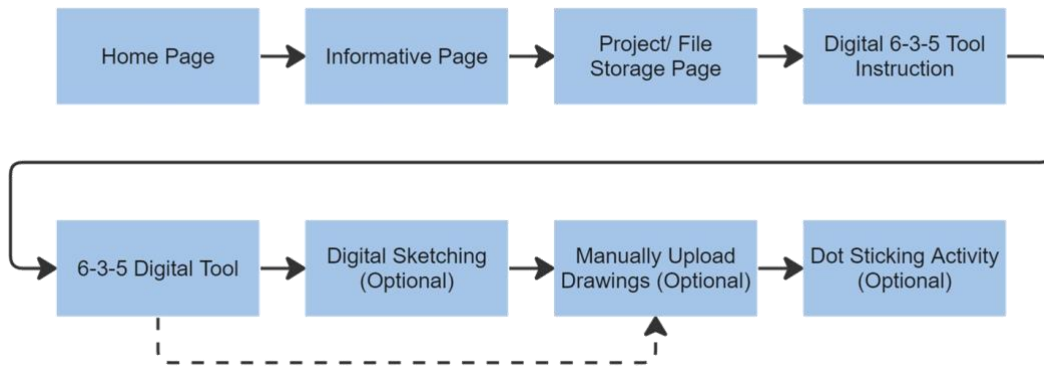 Home Page
Informative Page
Project/ File
Storage Page
Digital 6-3-5 Tool
Instruction
6-3-5 Digital Tool
Digital Sketching
(Optional)
Manually Upload
Drawings (Optional)
Dot Sticking Activity
(Optional)